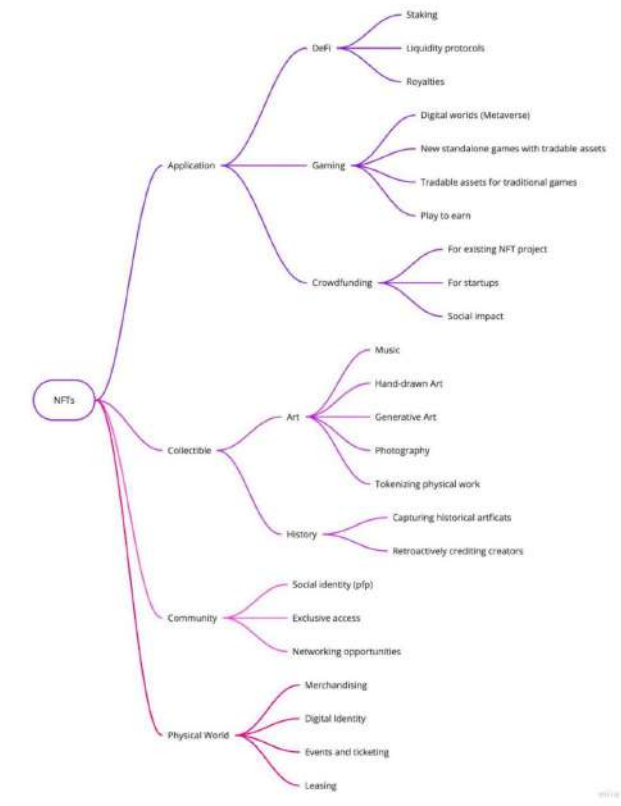 Staking
DeFi
Liquidity protocols
Royalties
Digital worlds (Metaverse)
New standalone games with tradable assets
Application
Gaming
Tradable assets for traditional games
Play to earn
For existing NFT project
Crowdfunding
For startups
Social impact
Music
Hand-drawn Art
NFTs
Art
Generative Art
Collectible
Photography
Tokenizing physical work
Capturing historical artficats
History
Retroactively crediting creators
Social identity (pfp)
Community
Exclusive access
Networking opportunities
Merchandising
Digital Identity
Physical World
Events and ticketing
Leasing
miro